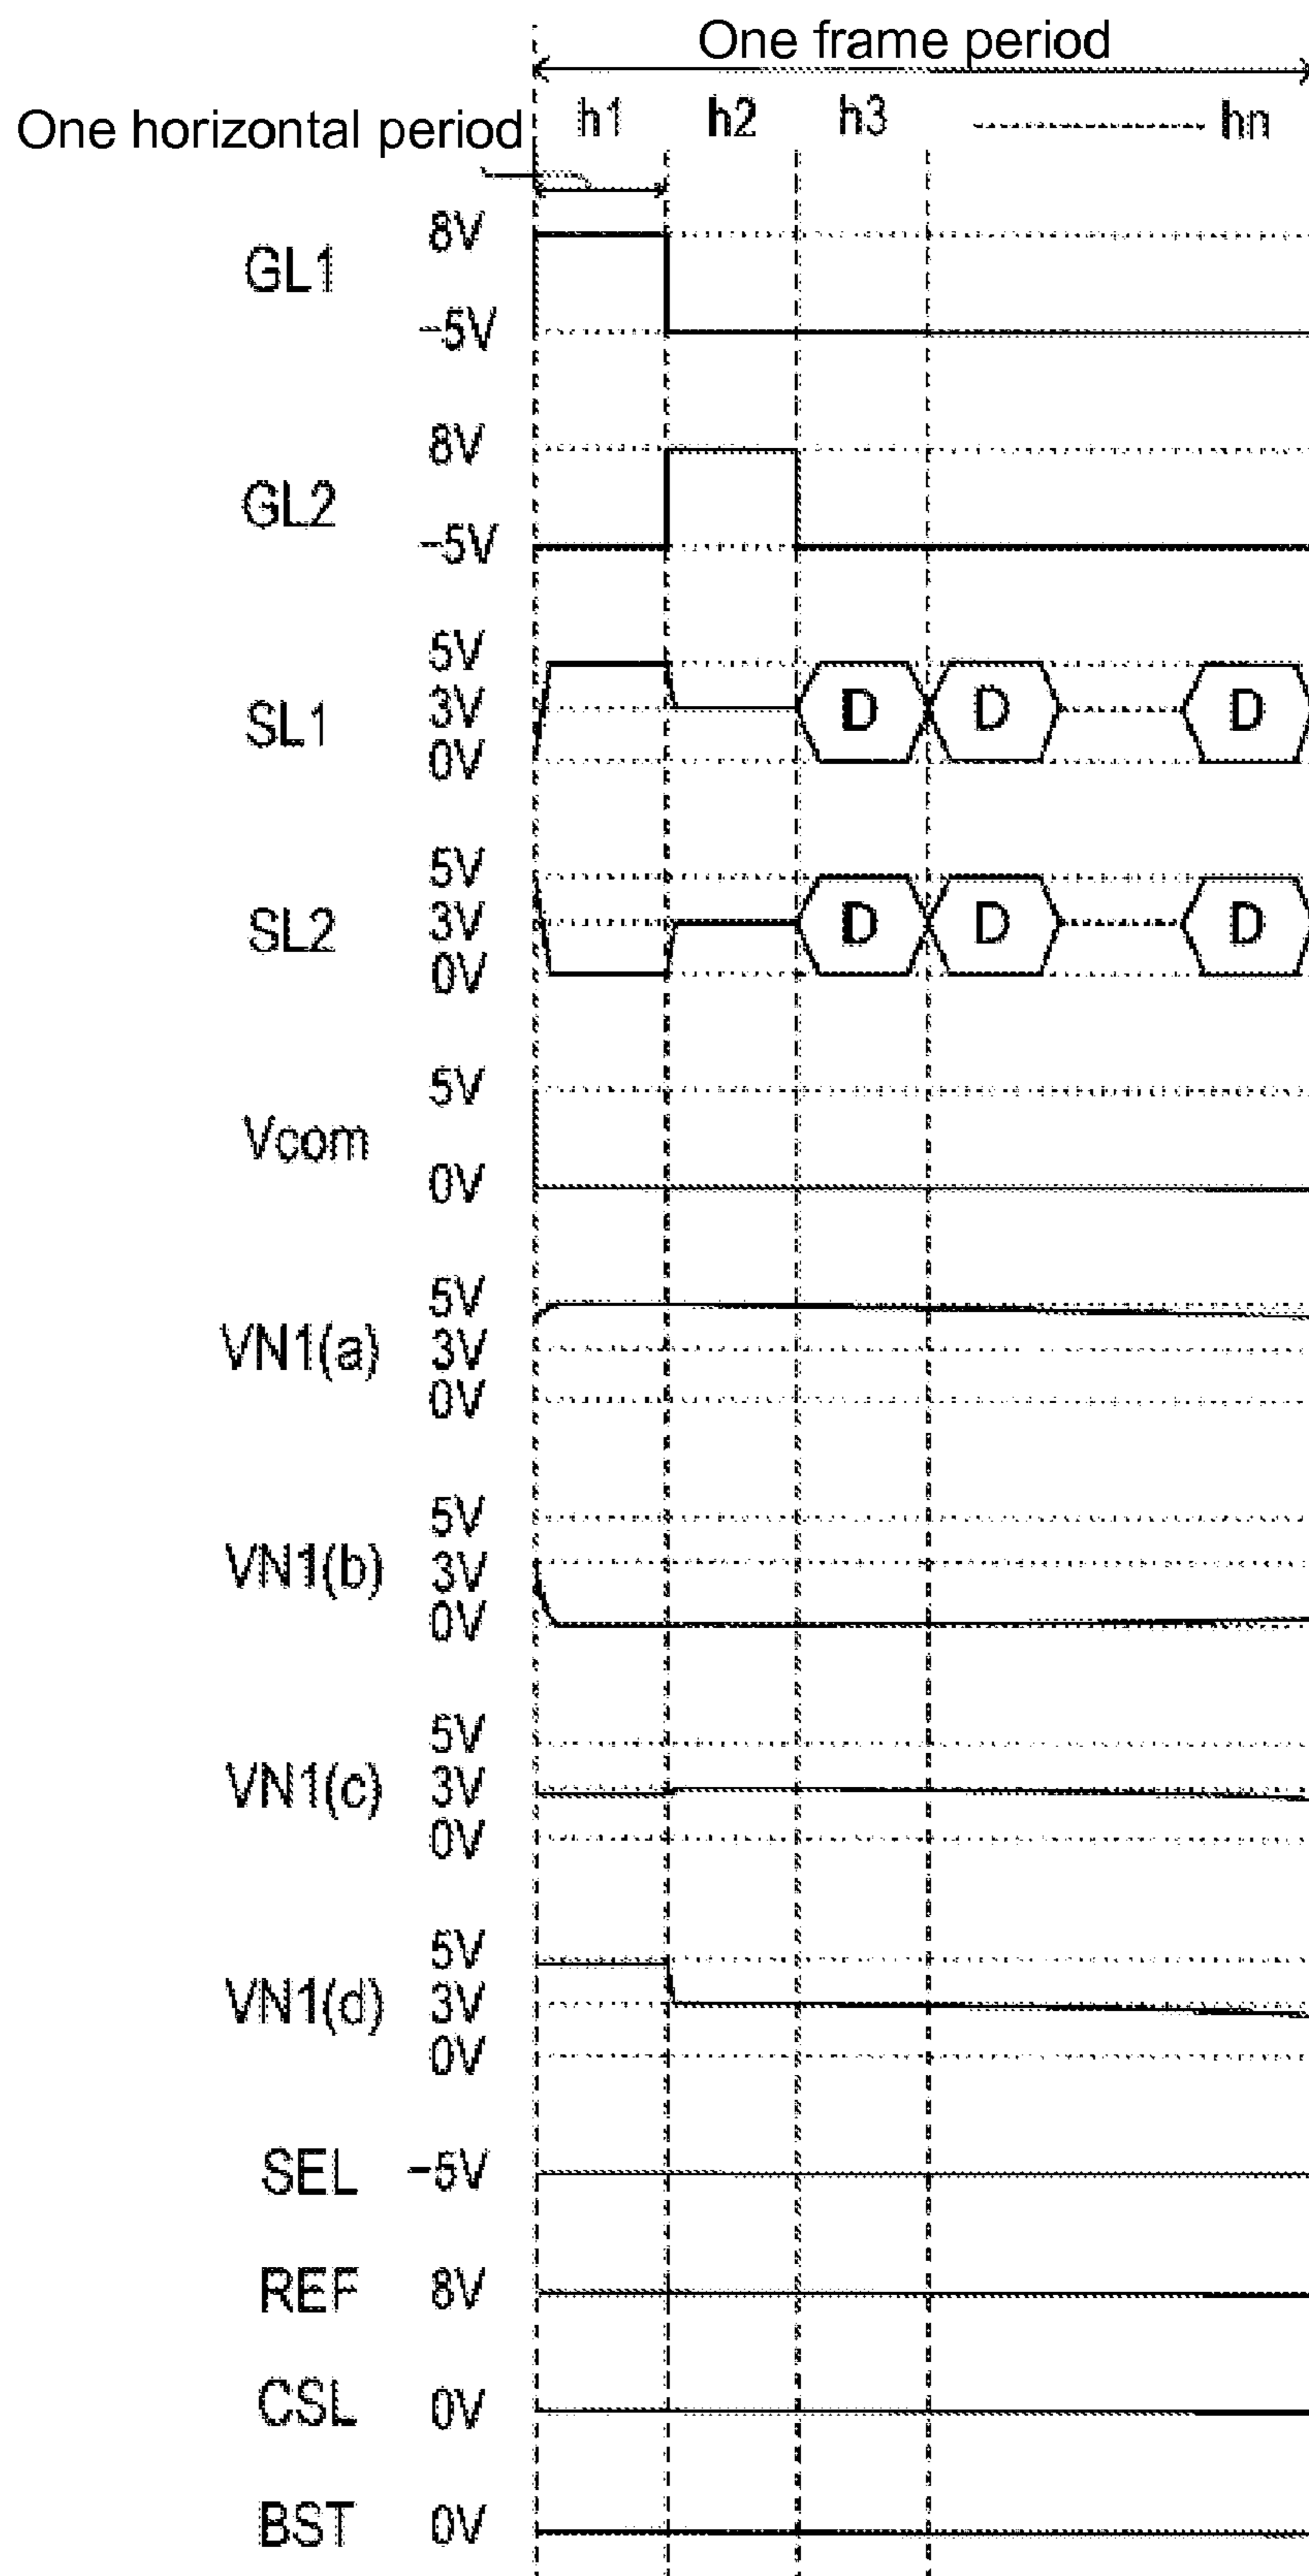 One frame period
One horizontal period
h1 h2 h3 hn
GL1
8V
-5V
GL2
8V
-5V
SL1
5V
3V
0V
D D D
SL2
5V
3V
0V
D D D
Vcom
5V
0V
VN1(a)
5V
3V
0V
VN1(b)
5V
3V
0V
VN1(c)
5V
3V
0V
VN1(d)
5V
3V
0V
SEL -5V
REF 8V
CSL 0V
BST 0V